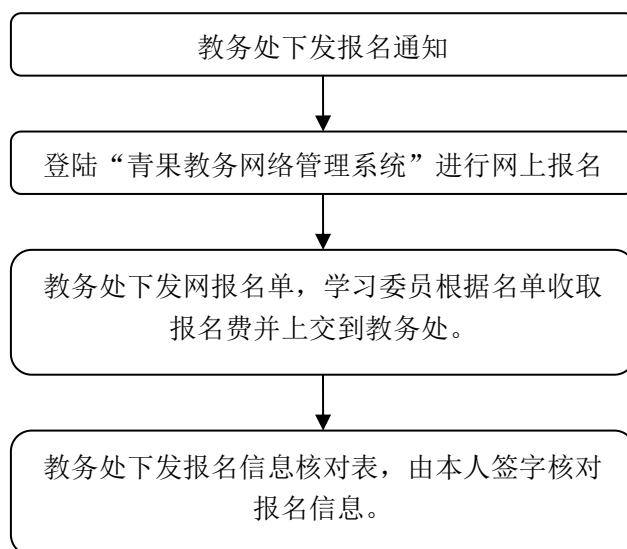 教务处下发报名通知
登陆“青果教务网络管理系统”进行网上报名
教务处下发网报名单，学习委员根据名单收取
报名费并上交到教务处。
教务处下发报名信息核对表，由本人签字核对
报名信息。